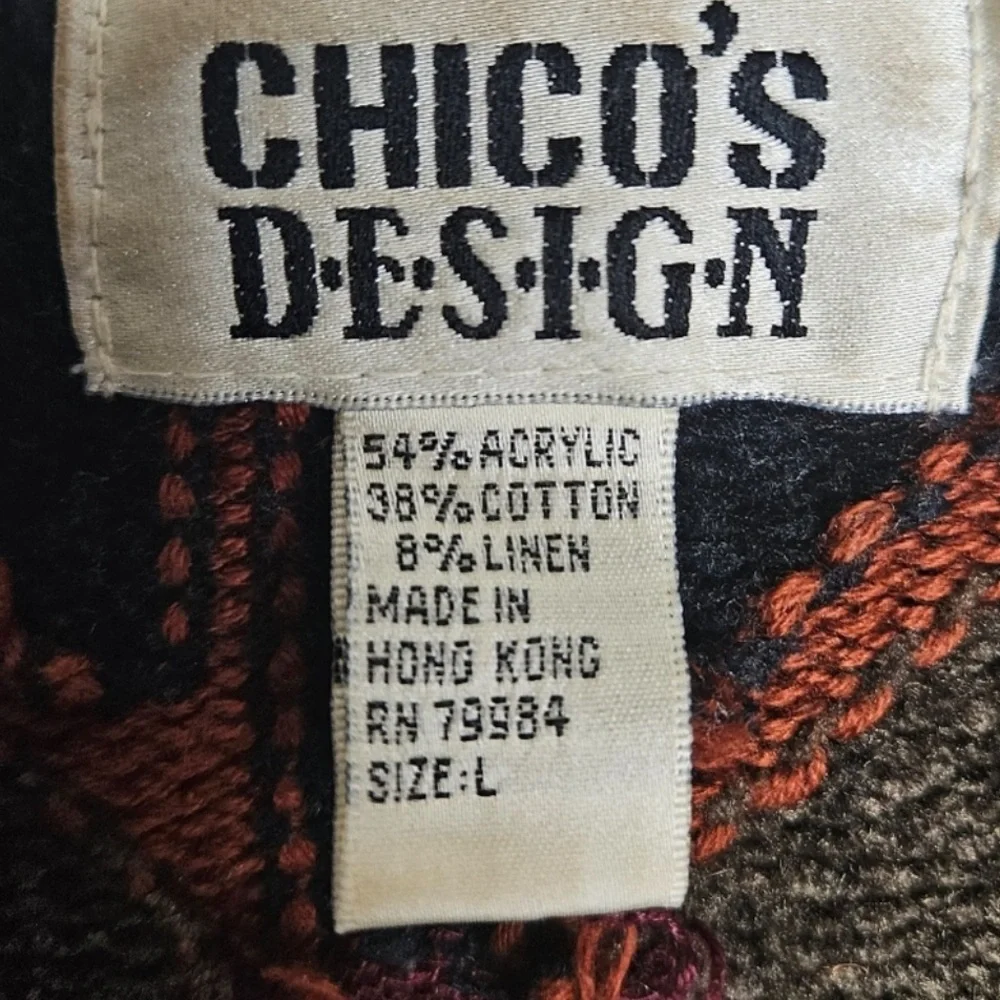 CHICO'S
D·E·S·I·G·N
54% ACRYLIC
38% COTTON
8% LINEN
MADE IN
HONG KONG
RN 79984
SIZE: L